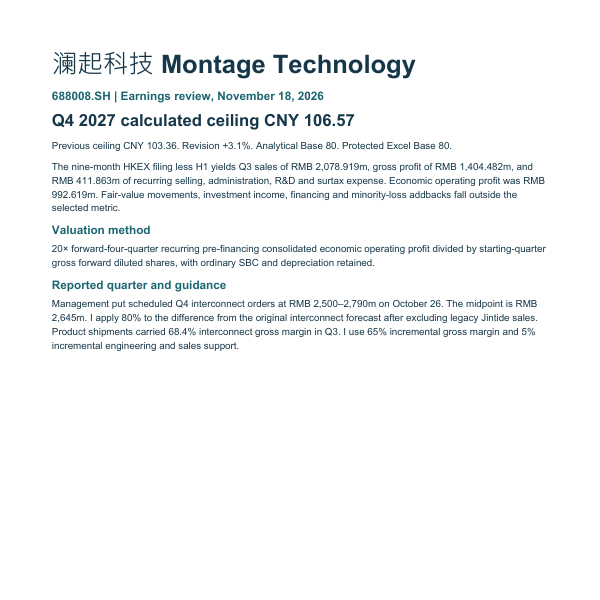 澜起科技 Montage Technology
688008.SH | Earnings review, November 18, 2026
Q4 2027 calculated ceiling CNY 106.57
Previous ceiling CNY 103.36. Revision +3.1%. Analytical Base 80. Protected Excel Base 80.
The nine-month HKEX filing less H1 yields Q3 sales of RMB 2,078.919m, gross profit of RMB 1,404.482m, and
RMB 411.863m of recurring selling, administration, R&D and surtax expense. Economic operating profit was RMB
992.619m. Fair-value movements, investment income, financing and minority-loss addbacks fall outside the
selected metric.
Valuation method
20× forward-four-quarter recurring pre-financing consolidated economic operating profit divided by starting-quarter
gross forward diluted shares, with ordinary SBC and depreciation retained.
Reported quarter and guidance
Management put scheduled Q4 interconnect orders at RMB 2,500–2,790m on October 26. The midpoint is RMB
2,645m. I apply 80% to the difference from the original interconnect forecast after excluding legacy Jintide sales.
Product shipments carried 68.4% interconnect gross margin in Q3. I use 65% incremental gross margin and 5%
incremental engineering and sales support.